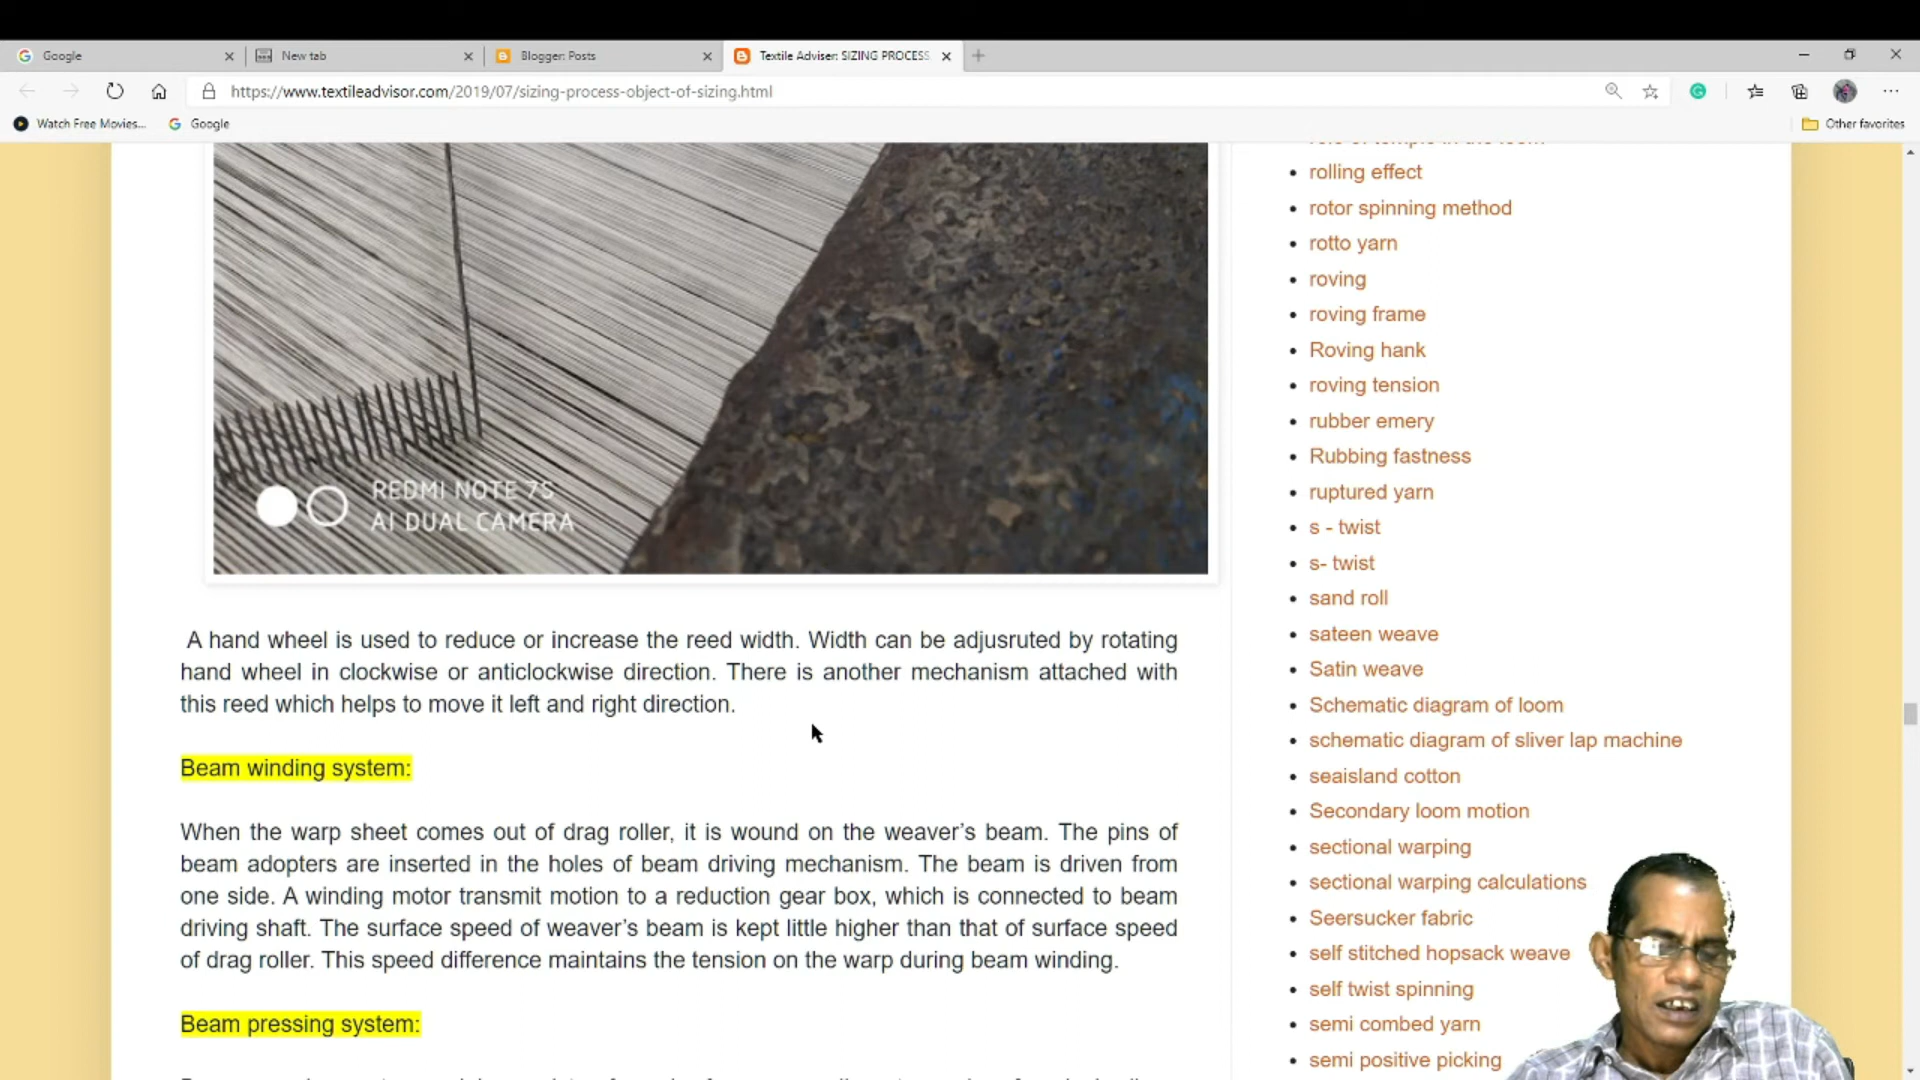 Google
New tab
Blogger: Posts
Textile Adviser: SIZING PROCESS
https://www.textileadvisor.com/2019/07/sizing-process-object-of-sizing.html
Watch Free Movies...
Google
Other favorites
REDMI NOTE 7S
AI DUAL CAMERA
A hand wheel is used to reduce or increase the reed width. Width can be adjusruted by rotating
hand wheel in clockwise or anticlockwise direction. There is another mechanism attached with
this reed which helps to move it left and right direction.
Beam winding system:
When the warp sheet comes out of drag roller, it is wound on the weaver's beam. The pins of
beam adopters are inserted in the holes of beam driving mechanism. The beam is driven from
one side. A winding motor transmit motion to a reduction gear box, which is connected to beam
driving shaft. The surface speed of weaver's beam is kept little higher than that of surface speed
of drag roller. This speed difference maintains the tension on the warp during beam winding.
Beam pressing system:
rolling effect
rotor spinning method
rotto yarn
roving
roving frame
Roving hank
roving tension
rubber emery
Rubbing fastness
ruptured yarn
s - twist
s- twist
sand roll
sateen weave
Satin weave
Schematic diagram of loom
schematic diagram of sliver lap machine
seaisland cotton
Secondary loom motion
sectional warping
sectional warping calculations
Seersucker fabric
self stitched hopsack weave
self twist spinning
semi combed yarn
semi positive picking